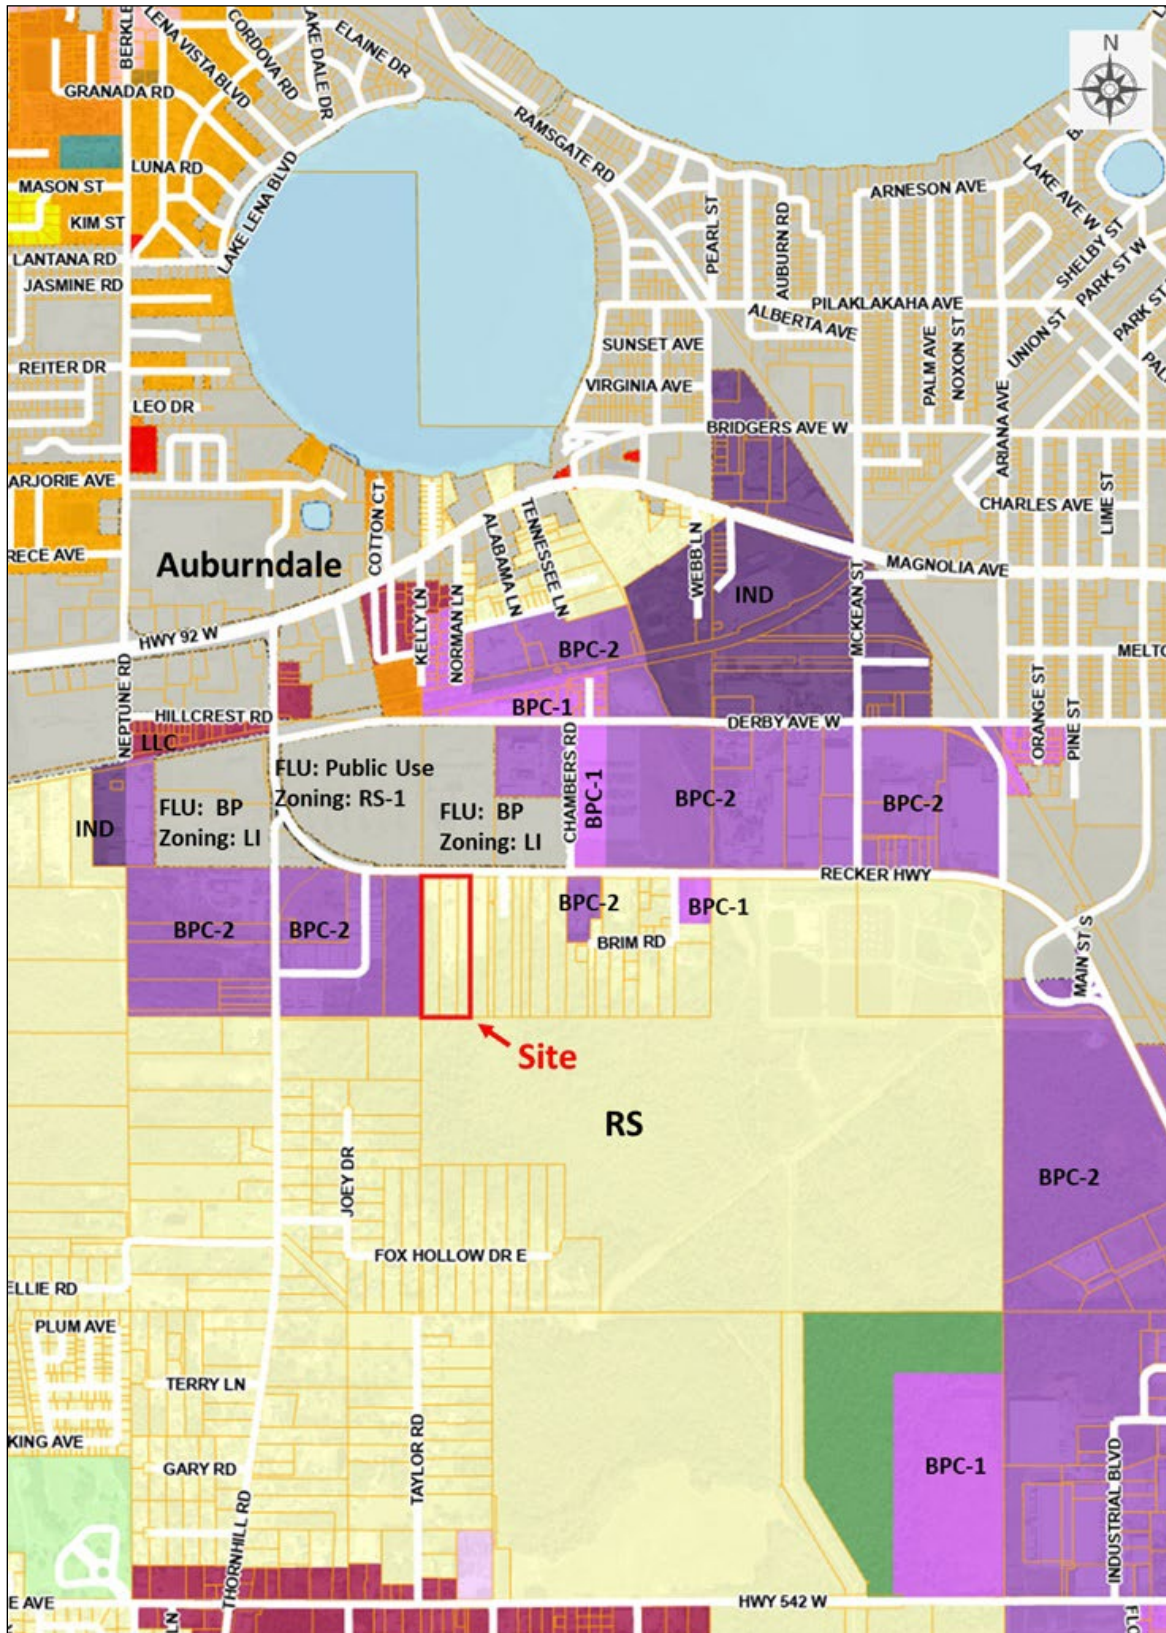 N
BERKLE
LENA VISTA BLVD
CORDOVA RD
LAKE DALE DR
ELAINE DR
GRANADA RD
RAMSGATE RD
LUNA RD
MASON ST
KIM ST
LAKE LENA BLVD
LANTANA RD
JASMINE RD
ARNESON AVE
LAKE AVE W
SHELBY ST
PARK ST W
PARK ST
PEARL ST
AUBURN RD
PILAKLAKAHA AVE
ALBERTA AVE
UNION ST
PAL
SUNSET AVE
PALM AVE
NOXON ST
REITER DR
VIRGINIA AVE
LEO DR
BRIDGERS AVE W
ARIANA AVE
ARJORIE AVE
COTTON CT
CHARLES AVE
LIME ST
TENNESSEE LN
ALABAMA LN
RECE AVE
Auburndale
WEBB LN
MAGNOLIA AVE
IND
MCKEAN ST
HWY 92 W
KELLY LN
NORMAN LN
BPC-2
MELTO
NEPTUNE RD
ORANGE ST
PINE ST
HILLCREST RD
BPC-1
DERBY AVE W
LLC
FLU: Public Use
Zoning: RS-1
CHAMBERS RD
BPC-1
BPC-2
BPC-2
FLU: BP
Zoning: LI
FLU: BP
Zoning: LI
IND
RECKER HWY
BPC-2
BPC-2
BPC-2
BPC-1
BRIM RD
MAIN ST S
Site
RS
JOEY DR
BPC-2
FOX HOLLOW DR E
ELLIE RD
PLUM AVE
TERRY LN
TAYLOR RD
KING AVE
GARY RD
BPC-1
INDUSTRIAL BLVD
THORNHILL RD
E AVE
HWY 542 W
LN
FLO